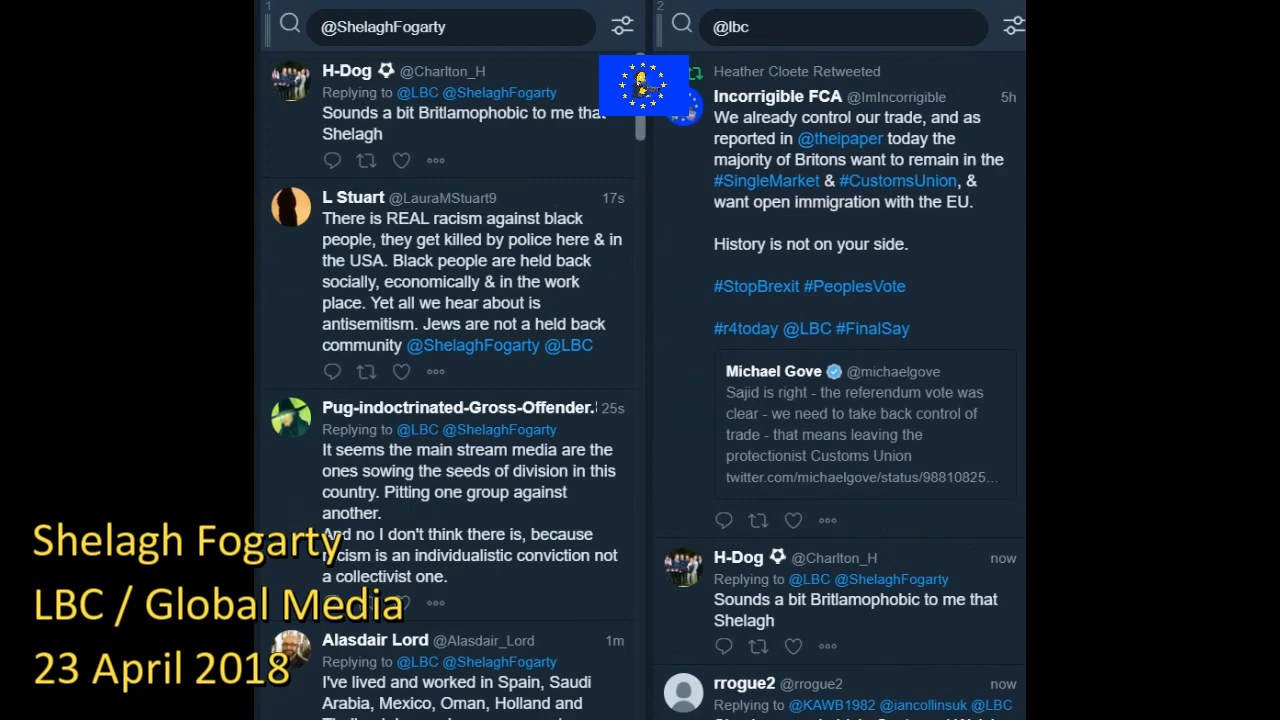 1
@ShelaghFogarty
H-Dog ⚽ @Charlton_H
Replying to @LBC @ShelaghFogarty
Sounds a bit Britlamophobic to me that
Shelagh
L Stuart @LauraMStuart9 17s
There is REAL racism against black
people, they get killed by police here & in
the USA. Black people are held back
socially, economically & in the work
place. Yet all we hear about is
antisemitism. Jews are not a held back
community @ShelaghFogarty @LBC
Pug-indoctrinated-Gross-Offender. 25s
Replying to @LBC @ShelaghFogarty
It seems the main stream media are the
ones sowing the seeds of division in this
country. Pitting one group against
another.
And no I don't think there is, because
racism is an individualistic conviction not
a collectivist one.
Alasdair Lord @Alasdair_Lord 1m
Replying to @LBC @ShelaghFogarty
I've lived and worked in Spain, Saudi
Arabia, Mexico, Oman, Holland and
2
@lbc
Heather Cloete Retweeted
Incorrigible FCA @ImIncorrigible 5h
We already control our trade, and as
reported in @theipaper today the
majority of Britons want to remain in the
#SingleMarket & #CustomsUnion, &
want open immigration with the EU.
History is not on your side.
#StopBrexit #PeoplesVote
#r4today @LBC #FinalSay
Michael Gove @michaelgove
Sajid is right - the referendum vote was
clear - we need to take back control of
trade - that means leaving the
protectionist Customs Union
twitter.com/michaelgove/status/98810825...
H-Dog ⚽ @Charlton_H now
Replying to @LBC @ShelaghFogarty
Sounds a bit Britlamophobic to me that
Shelagh
rrogue2 @rrogue2 now
Replying to @KAWB1982 @iancollinsuk @LBC
Shelagh Fogarty
LBC / Global Media
23 April 2018